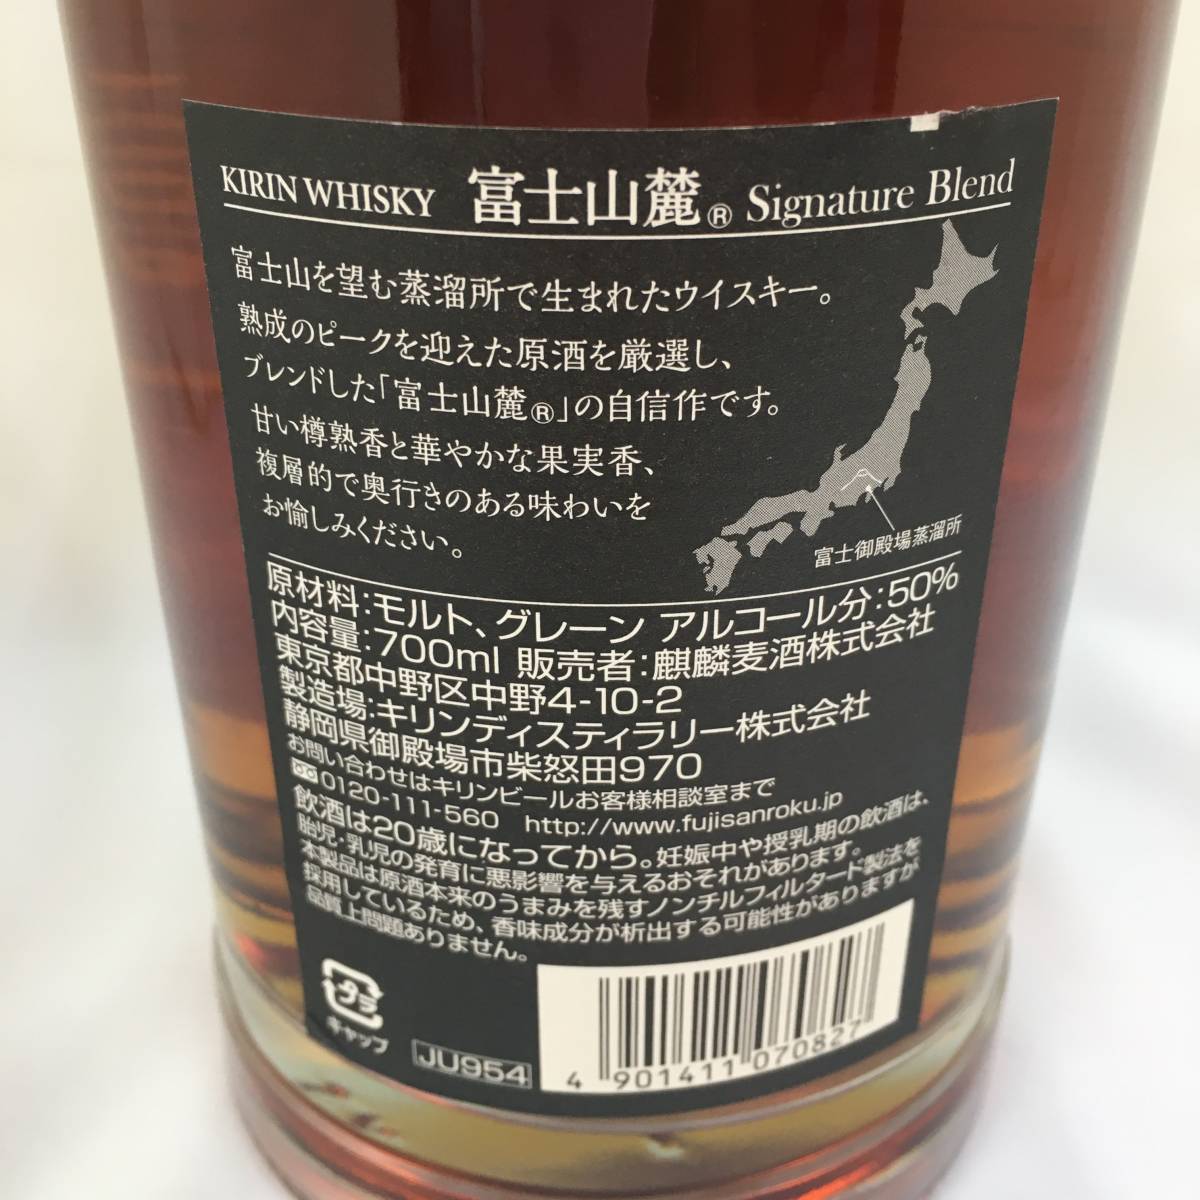 KIRIN WHISKY 富士山麓® Signature Blend
富士山を望む蒸溜所で生まれたウイスキー。
熟成のピークを迎えた原酒を厳選し、
ブレンドした「富士山麓®」の自信作です。
甘い樽熟香と華やかな果実香、
複層的で奥行きのある味わいを
お愉しみください。
富士御殿場蒸溜所
原材料:モルト、グレーン アルコール分:50%
内容量:700ml 販売者:麒麟麦酒株式会社
東京都中野区中野4-10-2
製造場:キリンディスティラリー株式会社
静岡県御殿場市柴怒田970
お問い合わせはキリンビールお客様相談室まで
0120-111-560 http://www.fujisanroku.jp
飲酒は20歳になってから。妊娠中や授乳期の飲酒は、
胎児・乳児の発育に悪影響を与えるおそれがあります。
本製品は原酒本来のうまみを残すノンチルフィルタード製法を
採用しているため、香味成分が析出する可能性がありますが
品質上問題ありません。
プラ
キャップ
JU954
4 901411 070827